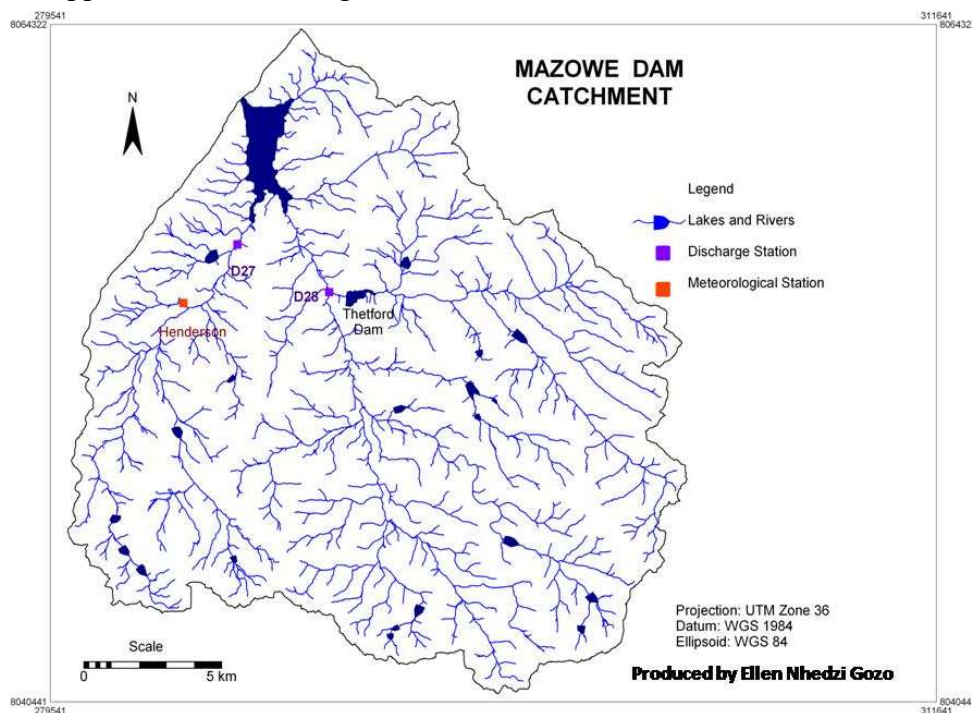 279541
311641
8064322
8064322
MAZOWE DAM
CATCHMENT
N
Legend
Lakes and Rivers
Discharge Station
Meteorological Station
D27
D28
Thetford
Dam
Henderson
Projection: UTM Zone 36
Datum: WGS 1984
Ellipsoid: WGS 84
Scale
0
5 km
Produced by Ellen Nhedzi Gozo
8040441
279541
311641